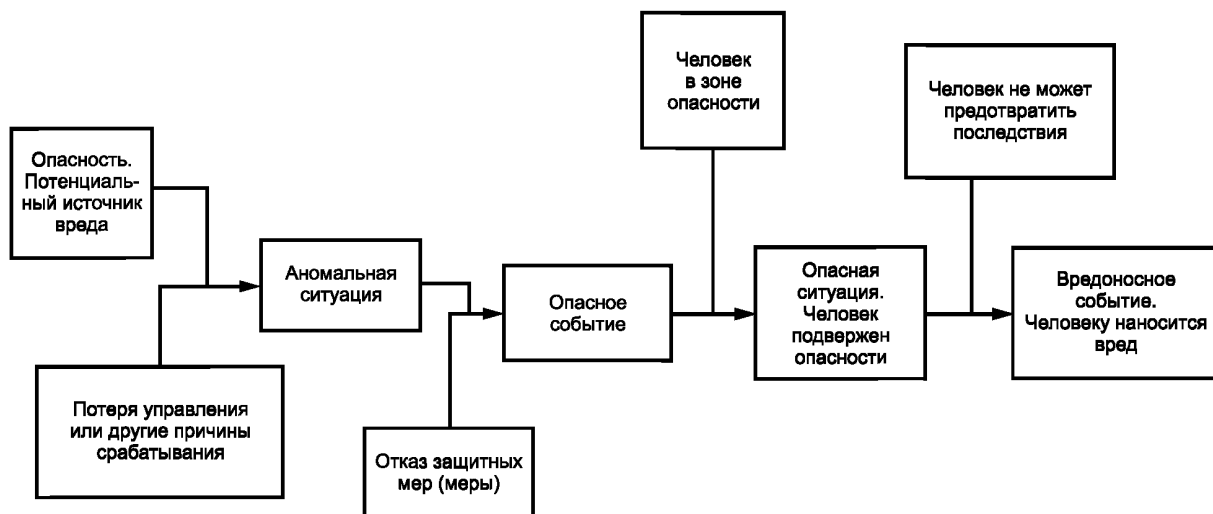 Человек
в зоне
опасности
Человек не может
предотвратить
последствия
Опасность.
Потенциаль-
ный источник
вреда
Аномальная
ситуация
Опасное
событие
Опасная
ситуация.
Человек
подвержен
опасности
Вредоносное
событие.
Человеку наносится
вред
Потеря управления
или другие причины
срабатывания
Отказ защитных
мер (меры)